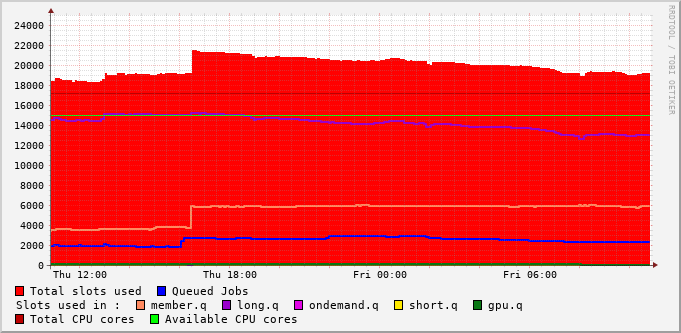 24000
22000
20000
18000
16000
14000
12000
10000
8000
6000
4000
2000
0
Thu 12:00 Thu 18:00 Fri 00:00 Fri 06:00
Total slots used Queued Jobs
Slots used in : member.q long.q ondemand.q short.q gpu.q
Total CPU cores Available CPU cores
RRDTOOL / TOBI OETIKER